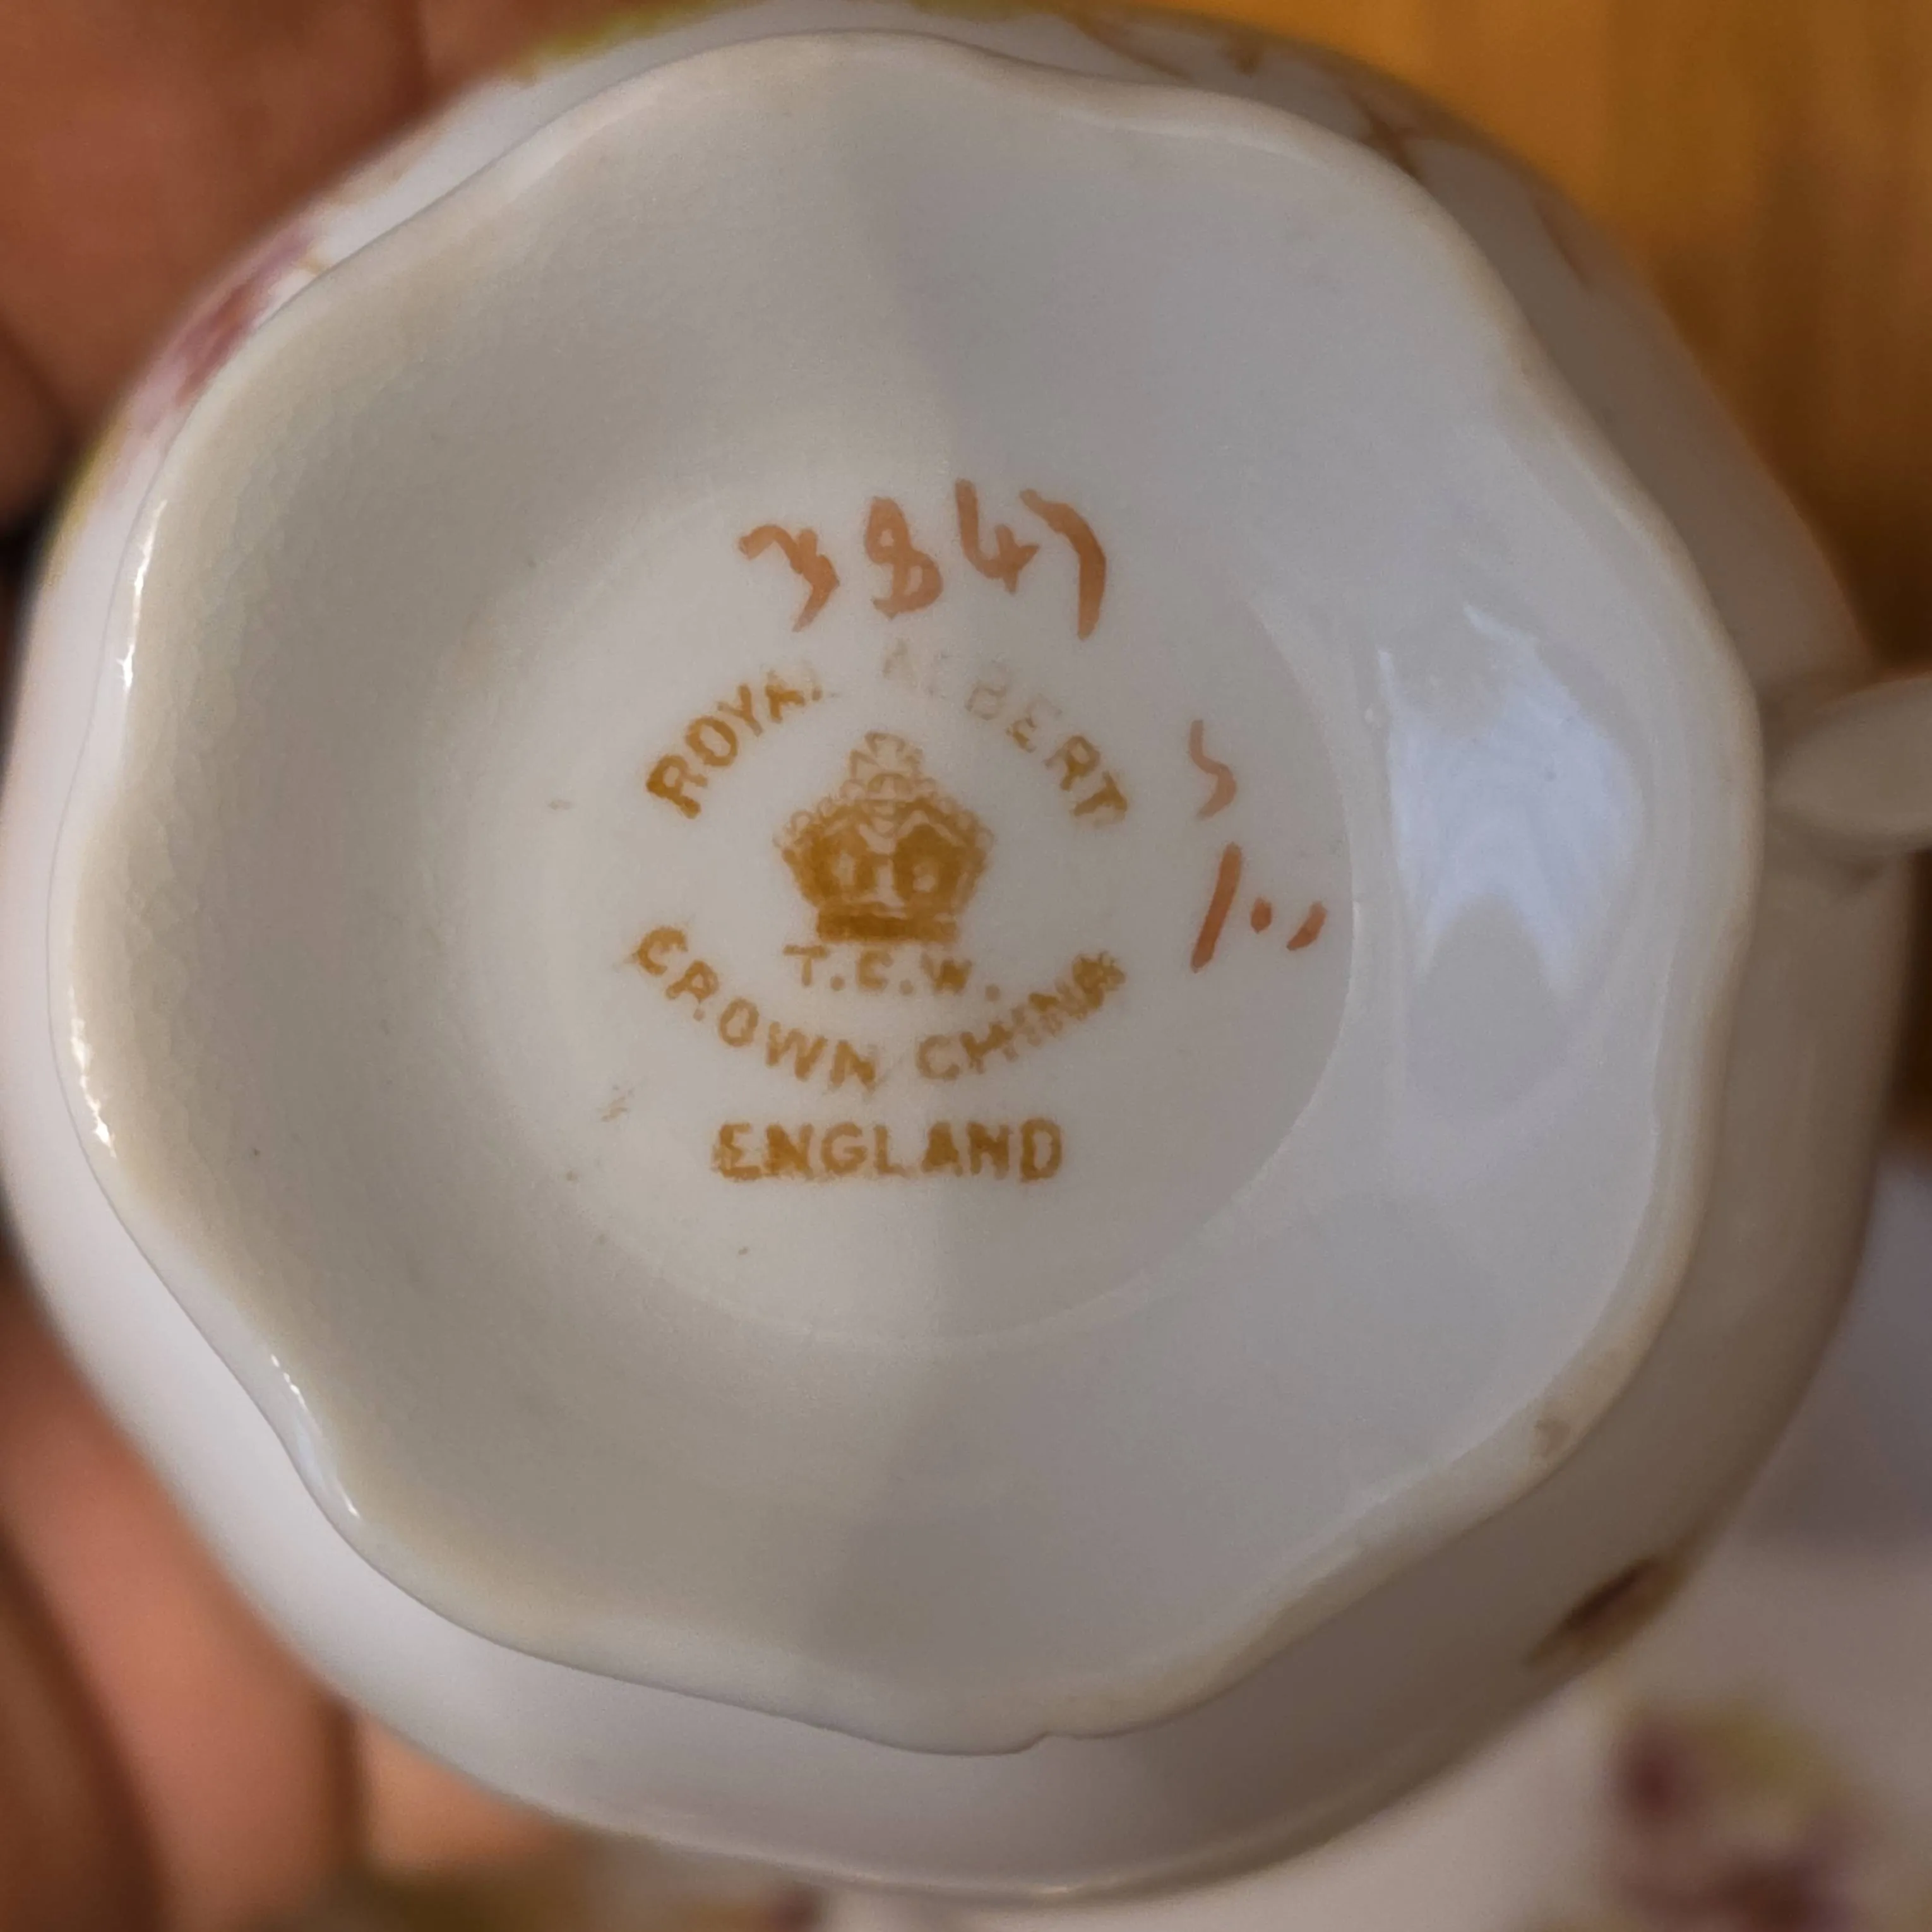 3847
ROYAL ALBERT
T.C.W.
CROWN CHINA
ENGLAND